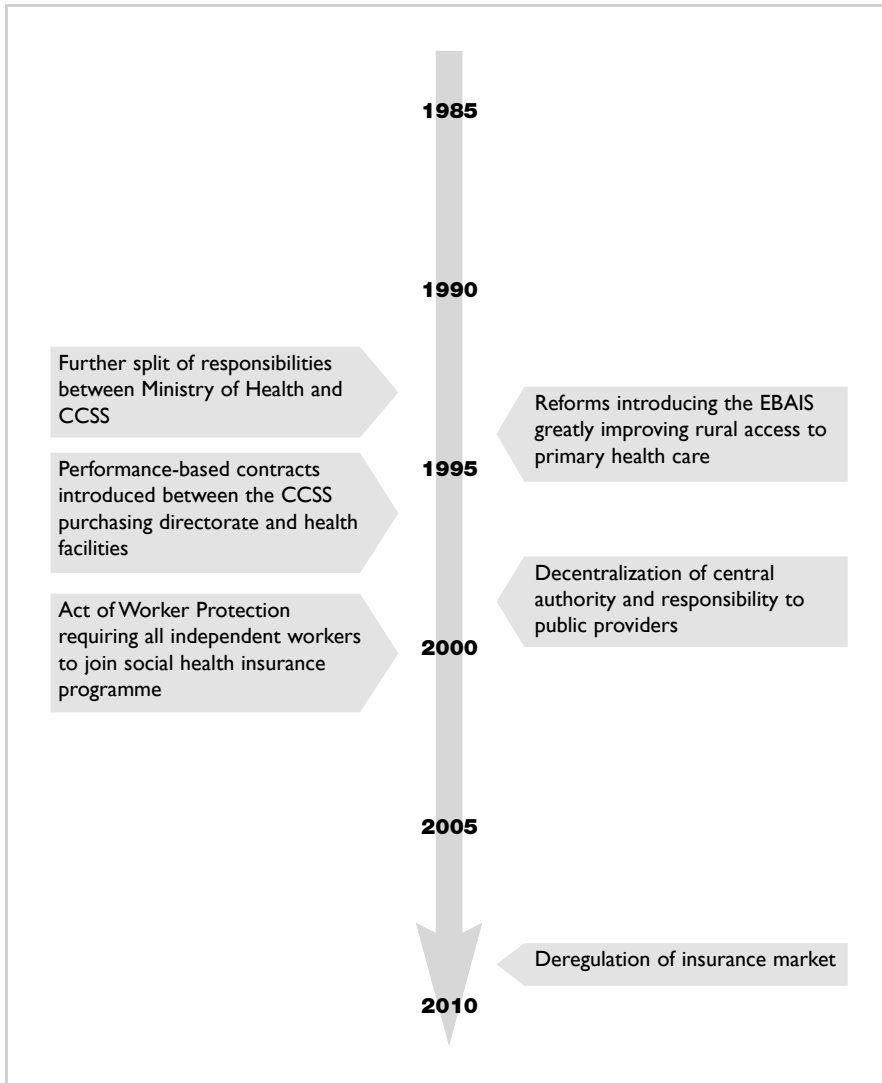 1985
1990
Further split of responsibilities
between Ministry of Health and
CCSS
Reforms introducing the EBAIS
greatly improving rural access to
primary health care
1995
Performance-based contracts
introduced between the CCSS
purchasing directorate and health
facilities
Decentralization of central
authority and responsibility to
public providers
Act of Worker Protection
requiring all independent workers
to join social health insurance
programme
2000
2005
Deregulation of insurance market
2010